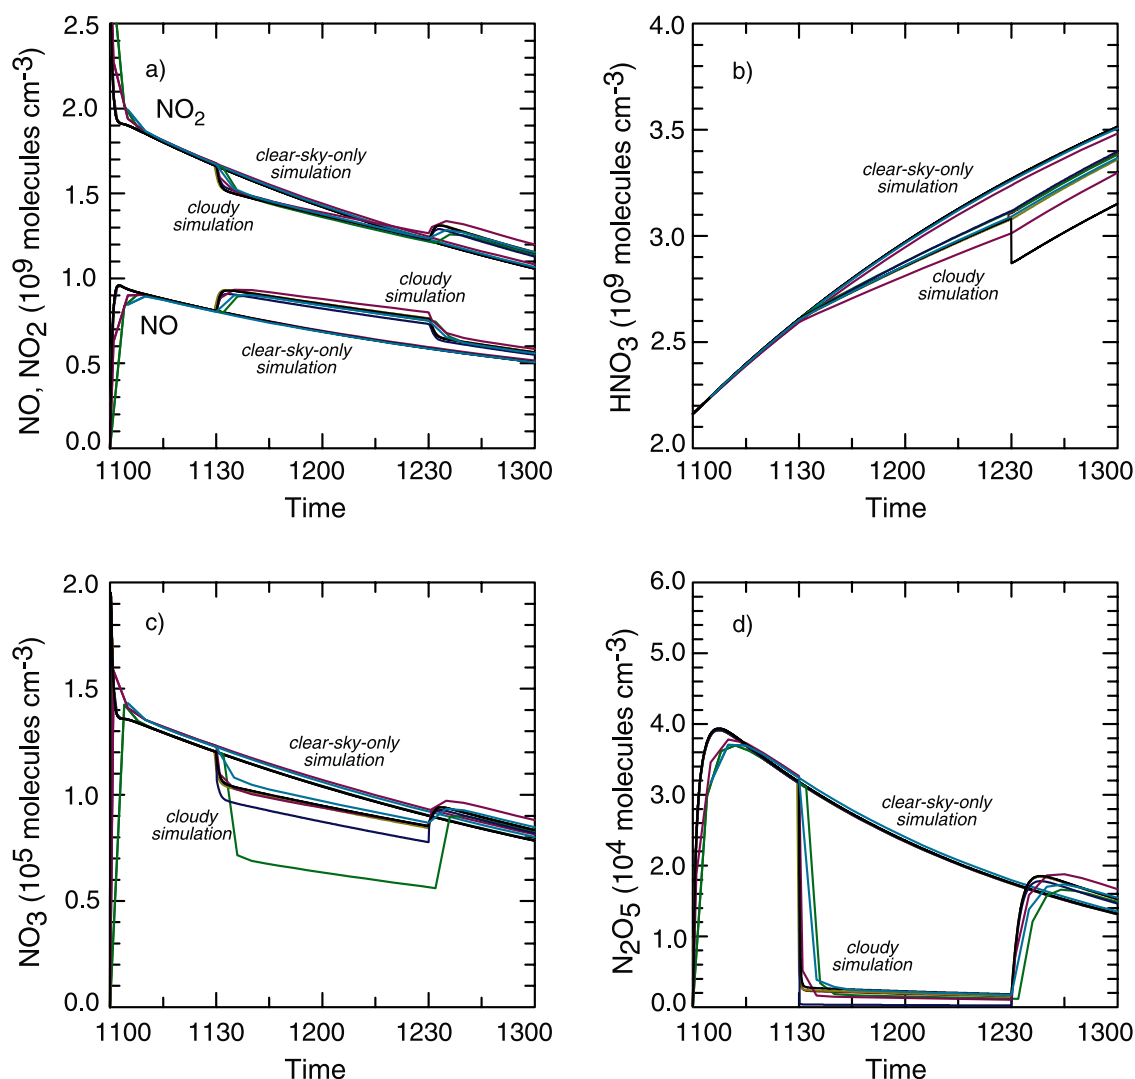 a)
NO2
NO
clear-sky-only
simulation
cloudy
simulation
cloudy
simulation
clear-sky-only
simulation
2.5
2.0
1.5
1.0
0.5
0.0
1100 1130 1200 1230 1300
Time
NO, NO2 (10^9 molecules cm^-3)
b)
clear-sky-only
simulation
cloudy
simulation
4.0
3.5
3.0
2.5
2.0
1100 1130 1200 1230 1300
Time
HNO3 (10^9 molecules cm^-3)
c)
clear-sky-only
simulation
cloudy
simulation
2.0
1.5
1.0
0.5
0.0
1100 1130 1200 1230 1300
Time
NO3 (10^5 molecules cm^-3)
d)
clear-sky-only
simulation
cloudy
simulation
6.0
5.0
4.0
3.0
2.0
1.0
0.0
1100 1130 1200 1230 1300
Time
N2O5 (10^4 molecules cm^-3)